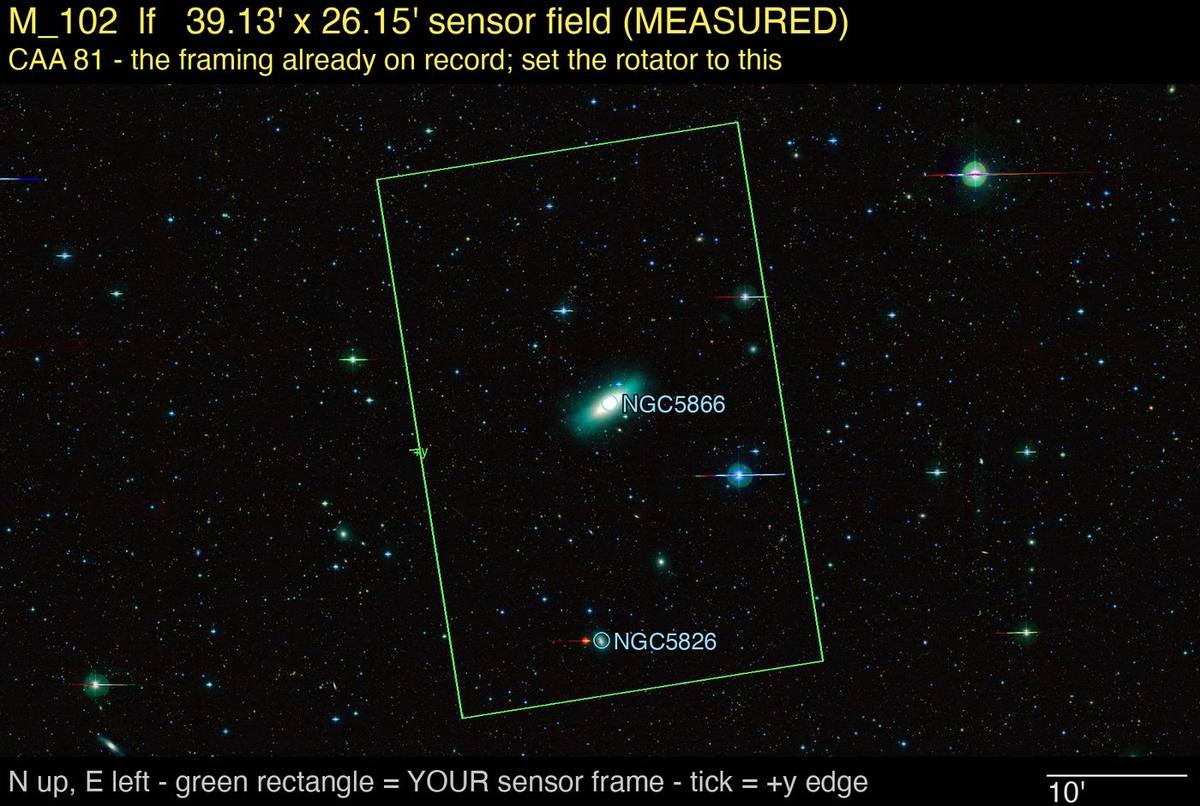 M_102 lf 39.13' x 26.15' sensor field (MEASURED)
CAA 81 - the framing already on record; set the rotator to this
NGC5866
+y
NGC5826
N up, E left - green rectangle = YOUR sensor frame - tick = +y edge
10'